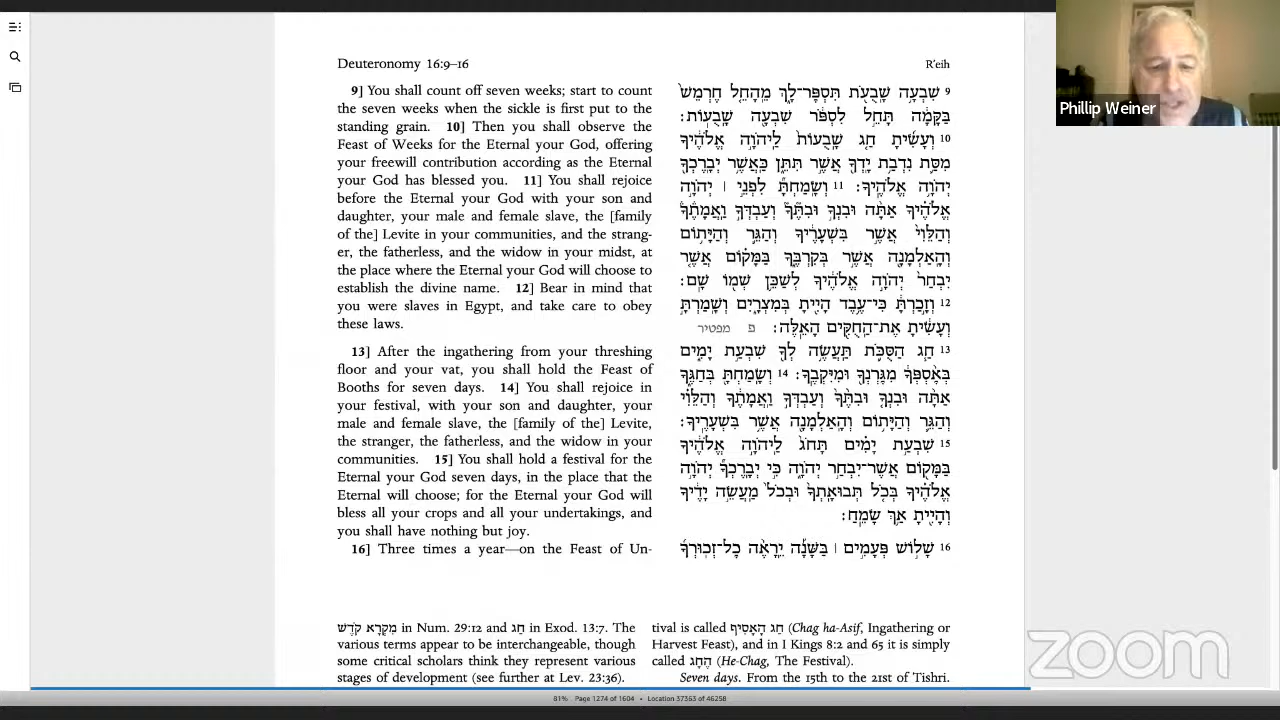 Deuteronomy 16:9–16
R'eih
9] You shall count off seven weeks; start to count
the seven weeks when the sickle is first put to the
standing grain. 10] Then you shall observe the
Feast of Weeks for the Eternal your God, offering
your freewill contribution according as the Eternal
your God has blessed you. 11] You shall rejoice
before the Eternal your God with your son and
daughter, your male and female slave, the [family
of the] Levite in your communities, and the strang-
er, the fatherless, and the widow in your midst, at
the place where the Eternal your God will choose to
establish the divine name. 12] Bear in mind that
you were slaves in Egypt, and take care to obey
these laws.
13] After the ingathering from your threshing
floor and your vat, you shall hold the Feast of
Booths for seven days. 14] You shall rejoice in
your festival, with your son and daughter, your
male and female slave, the [family of the] Levite,
the stranger, the fatherless, and the widow in your
communities. 15] You shall hold a festival for the
Eternal your God seven days, in the place that the
Eternal will choose; for the Eternal your God will
bless all your crops and all your undertakings, and
you shall have nothing but joy.
16] Three times a year—on the Feast of Un-
9 שִׁבְעָ֥ה שָׁבֻעֹ֖ת תִּסְפׇּר־לָ֑ךְ מֵהָחֵ֤ל חֶרְמֵשׁ֙
בַּקָּמָ֔ה תָּחֵ֣ל לִסְפֹּ֔ר שִׁבְעָ֖ה שָׁבֻעֽוֹת׃
10 וְעָשִׂ֜יתָ חַ֤ג שָׁבֻעוֹת֙ לַיהֹוָ֣ה אֱלֹהֶ֔יךָ
מִסַּ֛ת נִדְבַ֥ת יָדְךָ֖ אֲשֶׁ֣ר תִּתֵּ֑ן כַּאֲשֶׁ֥ר יְבָרֶכְךָ֖
יְהֹוָ֥ה אֱלֹהֶֽיךָ׃ 11 וְשָׂמַחְתָּ֞ לִפְנֵ֣י ׀ יְהֹוָ֣ה
אֱלֹהֶ֗יךָ אַתָּ֨ה וּבִנְךָ֣ וּבִתֶּ֘ךָ֮ וְעַבְדְּךָ֣ וַאֲמָתֶ֒ךָ֒
וְהַלֵּוִי֙ אֲשֶׁ֣ר בִּשְׁעָרֶ֔יךָ וְהַגֵּ֛ר וְהַיָּת֥וֹם
וְהָאַלְמָנָ֖ה אֲשֶׁ֣ר בְּקִרְבֶּ֑ךָ בַּמָּק֗וֹם אֲשֶׁ֤ר
יִבְחַר֙ יְהֹוָ֣ה אֱלֹהֶ֔יךָ לְשַׁכֵּ֥ן שְׁמ֖וֹ שָֽׁם׃
12 וְזָ֣כַרְתָּ֔ כִּי־עֶ֥בֶד הָיִ֖יתָ בְּמִצְרָ֑יִם וְשָׁמַרְתָּ֣
וְעָשִׂ֔יתָ אֶת־הַחֻקִּ֖ים הָאֵֽלֶּה׃ פ מפטיר
13 חַ֧ג הַסֻּכֹּ֛ת תַּעֲשֶׂ֥ה לְךָ֖ שִׁבְעַ֣ת יָמִ֑ים
בְּאׇ֨סְפְּךָ֔ מִֽגׇּרְנְךָ֖ וּמִיִּקְבֶֽךָ׃ 14 וְשָׂמַחְתָּ֖ בְּחַגֶּ֑ךָ
אַתָּ֨ה וּבִנְךָ֤ וּבִתֶּ֙ךָ֙ וְעַבְדְּךָ֣ וַאֲמָתֶ֔ךָ וְהַלֵּוִ֗י
וְהַגֵּ֛ר וְהַיָּת֥וֹם וְהָאַלְמָנָ֖ה אֲשֶׁ֥ר בִּשְׁעָרֶֽיךָ׃
15 שִׁבְעַ֣ת יָמִ֗ים תָּחֹג֙ לַיהֹוָ֣ה אֱלֹהֶ֔יךָ
בַּמָּק֖וֹם אֲשֶׁר־יִבְחַ֣ר יְהֹוָ֑ה כִּ֣י יְבָרֶכְךָ֞ יְהֹוָ֣ה
אֱלֹהֶ֗יךָ בְּכֹ֤ל תְּבוּאָֽתְךָ֙ וּבְכֹל֙ מַעֲשֵׂ֣ה יָדֶ֔יךָ
וְהָיִ֖יתָ אַ֥ךְ שָׂמֵֽחַ׃
16 שָׁל֣וֹשׁ פְּעָמִ֣ים ׀ בַּשָּׁנָ֡ה יֵרָאֶ֨ה כׇל־זְכוּרְךָ֜
מִקְרָא קֹדֶשׁ in Num. 29:12 and חַג in Exod. 13:7. The
various terms appear to be interchangeable, though
some critical scholars think they represent various
stages of development (see further at Lev. 23:36).
tival is called חַג הָאָסִיף (Chag ha-Asif, Ingathering or
Harvest Feast), and in I Kings 8:2 and 65 it is simply
called הֶחָג (He-Chag, The Festival).
Seven days. From the 15th to the 21st of Tishri.
81% Page 1274 of 1604 • Location 37363 of 46258
Phillip Weiner
zoom